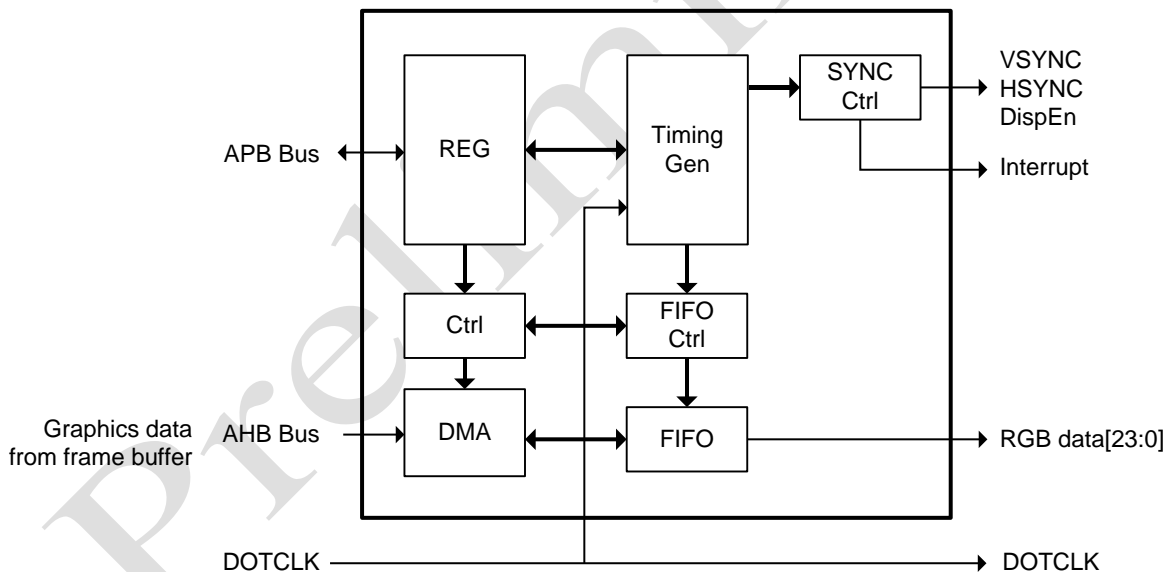 VSYNC
HSYNC
DispEn
SYNC
Ctrl
APB Bus
REG
Timing
Gen
Interrupt
Ctrl
FIFO
Ctrl
Graphics data
from frame buffer
AHB Bus
DMA
FIFO
RGB data[23:0]
DOTCLK
DOTCLK